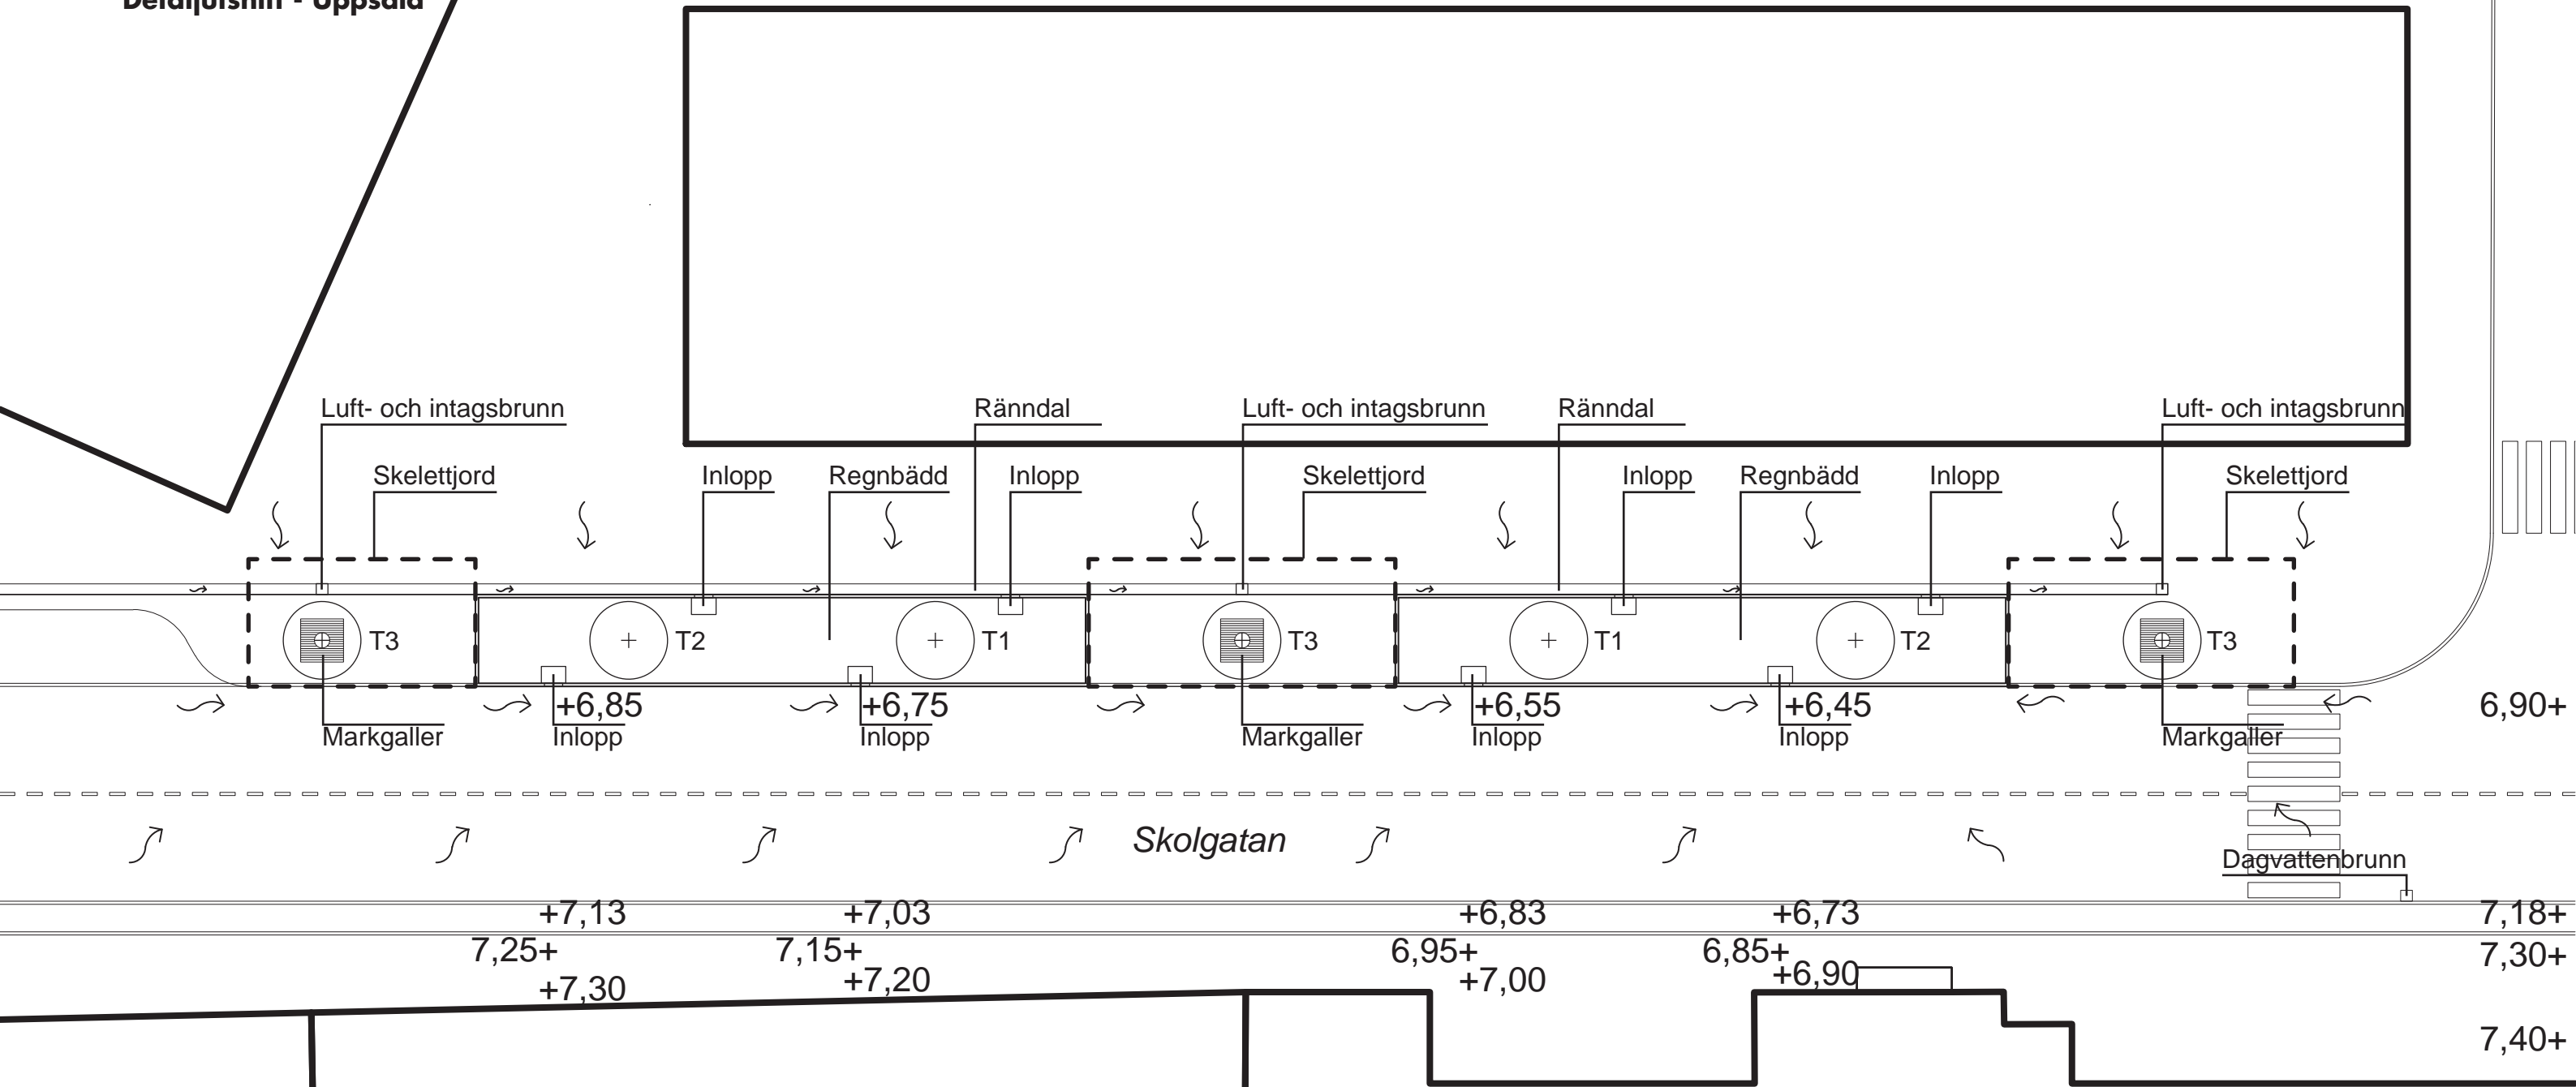 Detaljutsnitt - Uppsala
Luft- och intagsbrunn
Ränndal
Luft- och intagsbrunn
Ränndal
Luft- och intagsbrunn
Skelettjord
Inlopp
Regnbädd
Inlopp
Skelettjord
Inlopp
Regnbädd
Inlopp
Skelettjord
T3
T2
T1
T3
T1
T2
T3
+6,85
+6,75
+6,55
+6,45
6,90+
Markgaller
Inlopp
Inlopp
Markgaller
Inlopp
Inlopp
Markgaller
Skolgatan
Dagvattenbrunn
+7,13
+7,03
+6,83
+6,73
7,18+
7,25+
7,15+
6,95+
6,85+
7,30+
+7,30
+7,20
+7,00
+6,90
7,40+